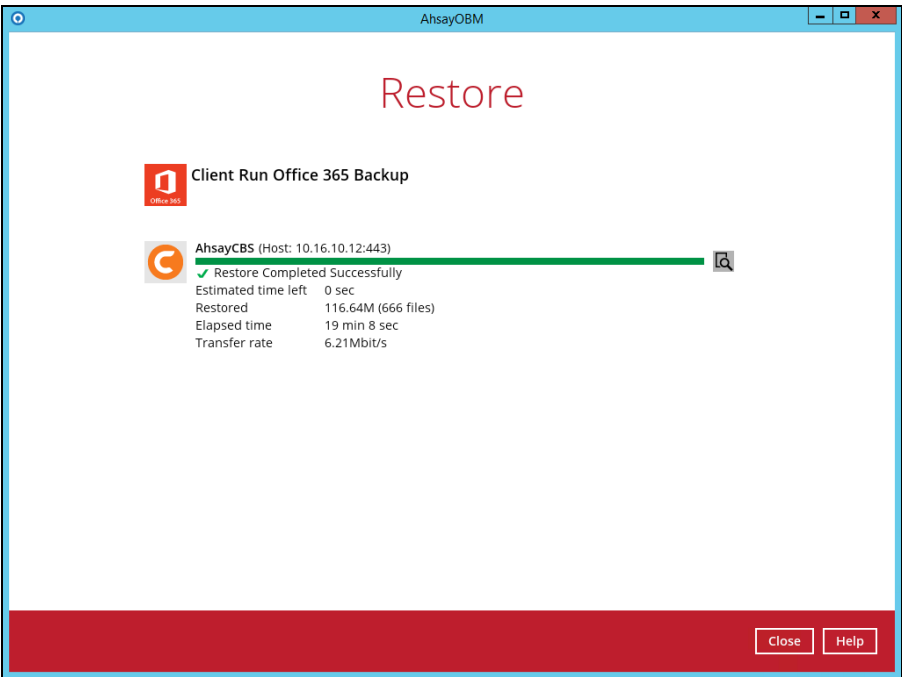 AhsayOBM
Restore
Client Run Office 365 Backup
Office 365
AhsayCBS (Host: 10.16.10.12:443)
Restore Completed Successfully
Estimated time left 0 sec
Restored 116.64M (666 files)
Elapsed time 19 min 8 sec
Transfer rate 6.21Mbit/s
Close Help